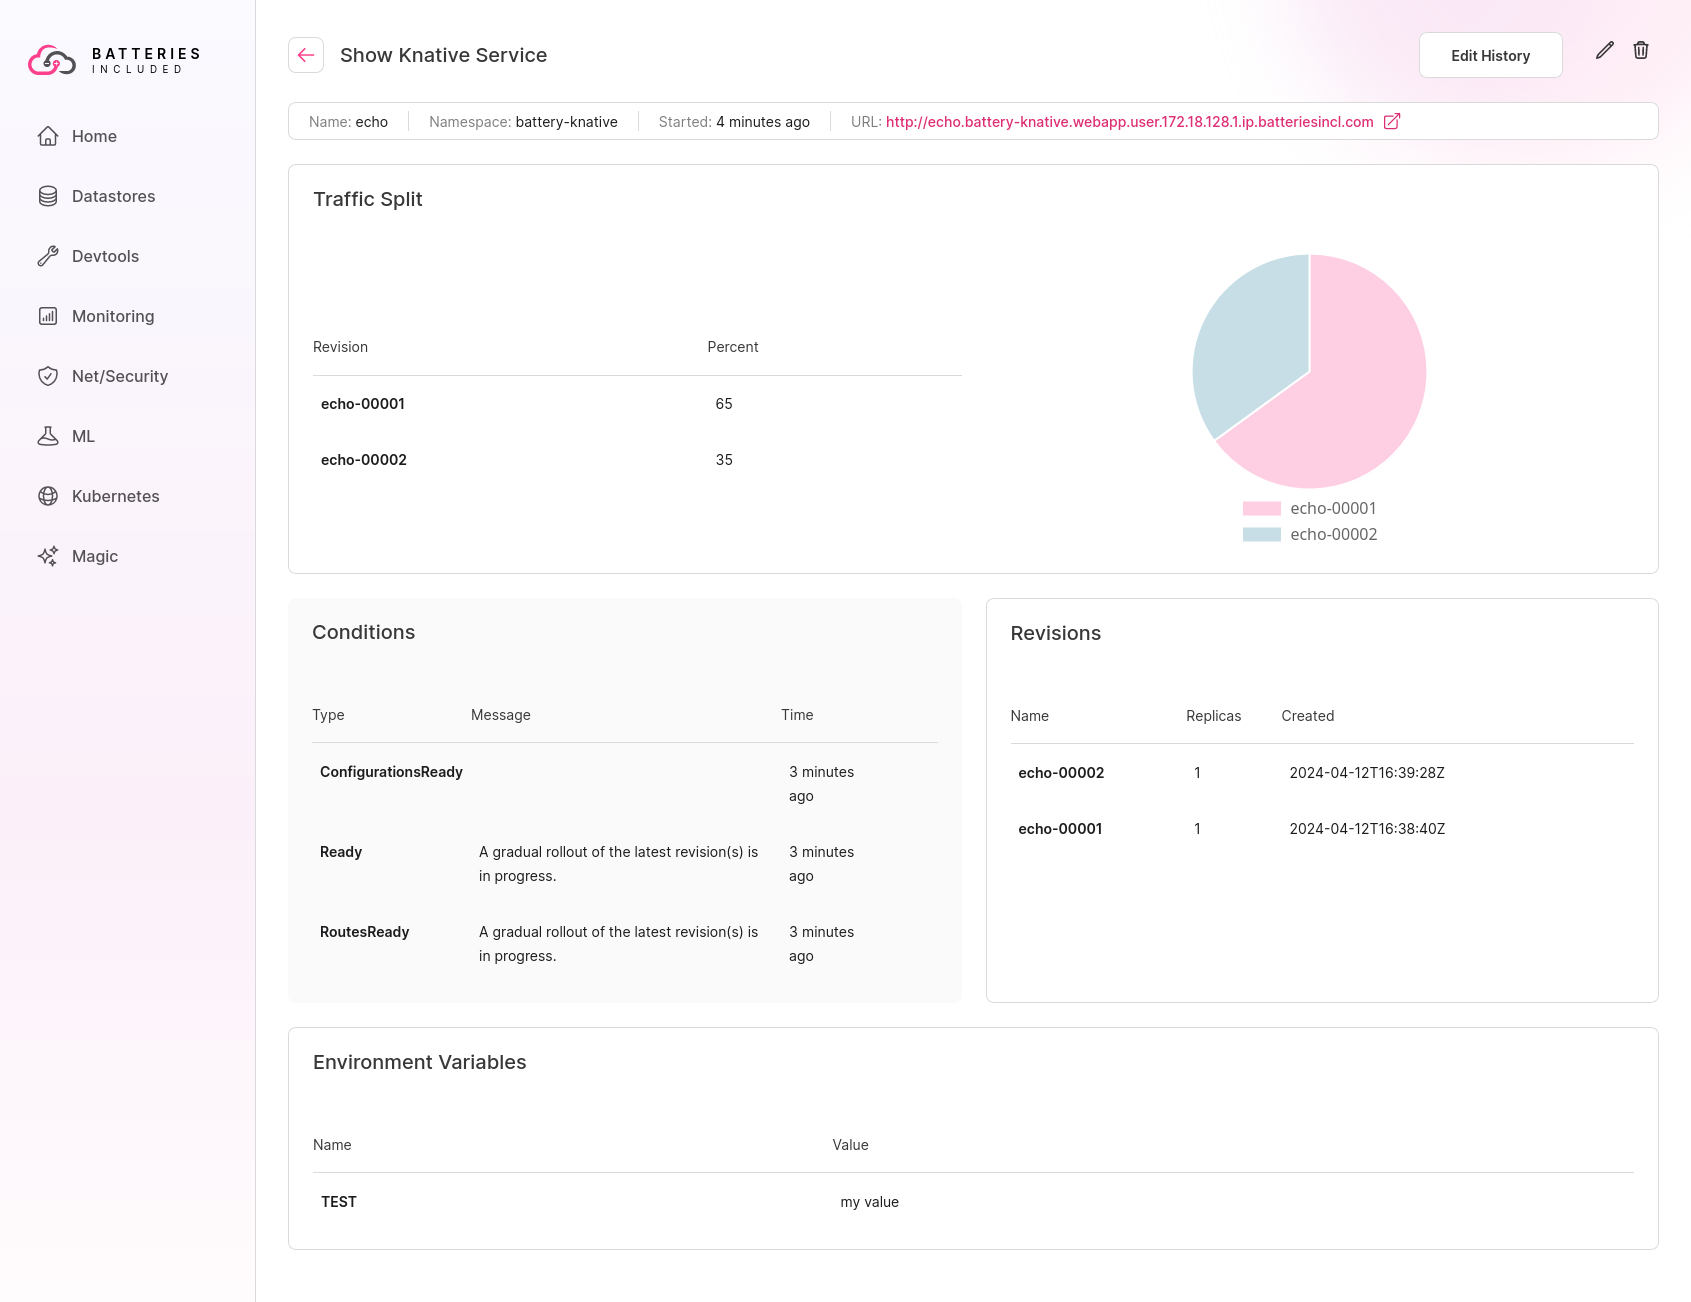 BATTERIES
INCLUDED
Home
Datastores
Devtools
Monitoring
Net/Security
ML
Kubernetes
Magic
Show Knative Service
Edit History
Name: echo Namespace: battery-knative Started: 4 minutes ago URL: http://echo.battery-knative.webapp.user.172.18.128.1.ip.batteriesincl.com
Traffic Split
Revision Percent
echo-00001 65
echo-00002 35
echo-00001
echo-00002
Conditions
Type Message Time
ConfigurationsReady 3 minutes
ago
Ready A gradual rollout of the latest revision(s) is 3 minutes
in progress. ago
RoutesReady A gradual rollout of the latest revision(s) is 3 minutes
in progress. ago
Revisions
Name Replicas Created
echo-00002 1 2024-04-12T16:39:28Z
echo-00001 1 2024-04-12T16:38:40Z
Environment Variables
Name Value
TEST my value